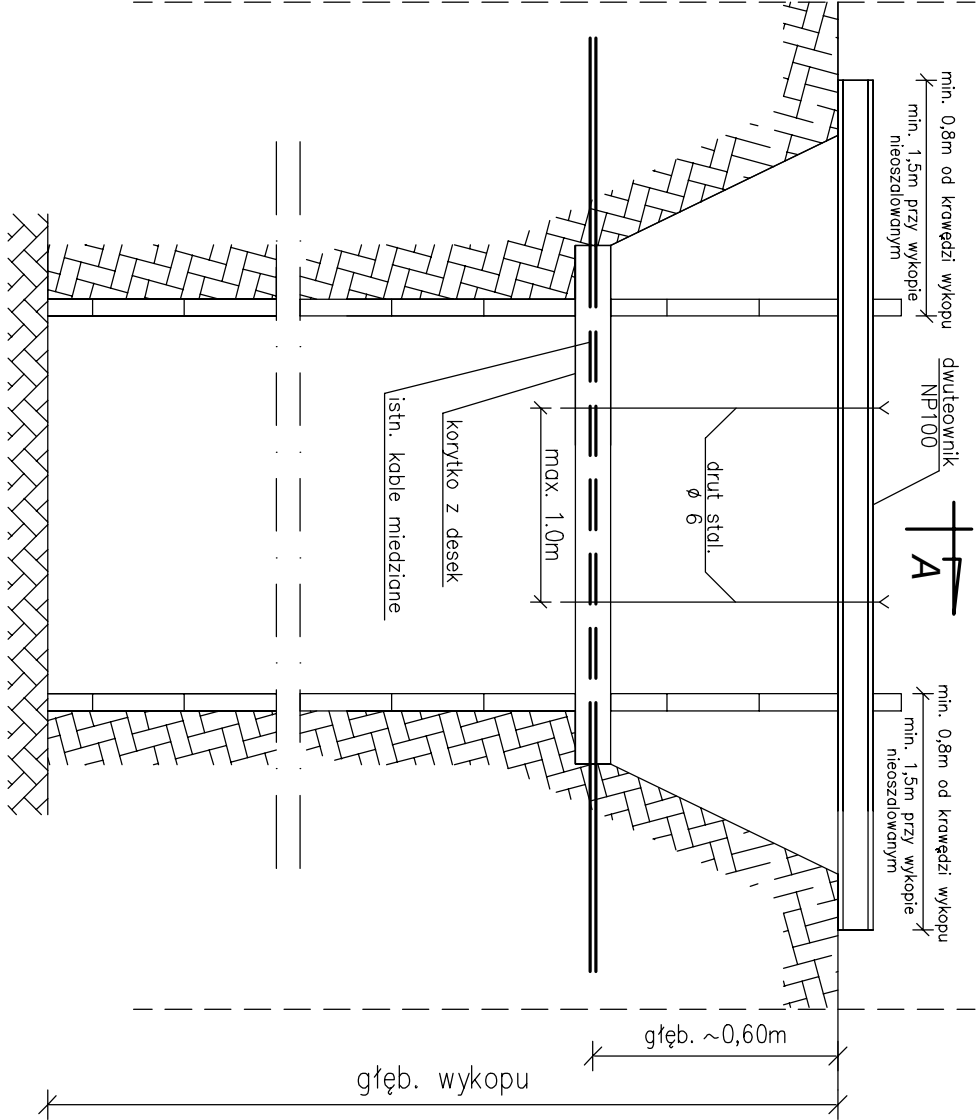 min. 0,8m od krawędzi wykopu
min. 1,5m przy wykopie
nieoszalowanym
dwuteownik
NP100
A
min. 0,8m od krawędzi wykopu
min. 1,5m przy wykopie
nieoszalowanym
drut stal.
ø 6
max. 1.0m
korytko z desek
istn. kable miedziane
głęb. ~0,60m
głęb. wykopu